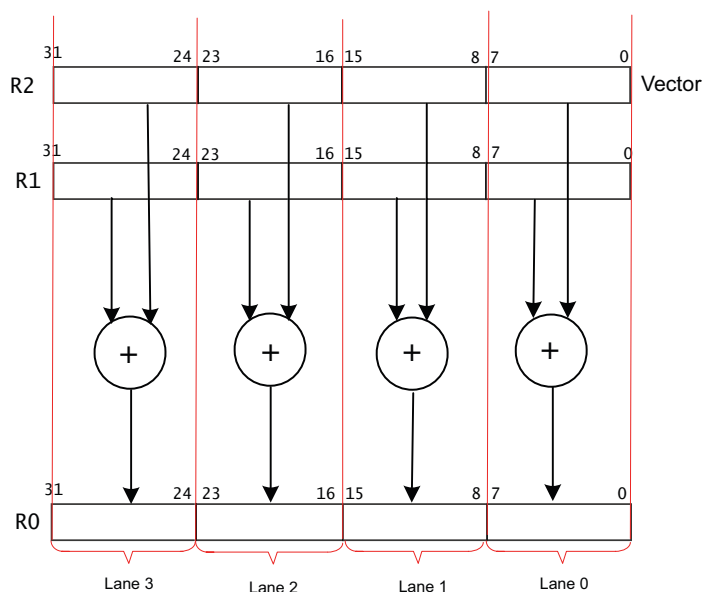 31 24 23 16 15 8 7 0
R2 Vector
31 24 23 16 15 8 7 0
R1
+ + + +
31 24 23 16 15 8 7 0
R0
Lane 3 Lane 2 Lane 1 Lane 0